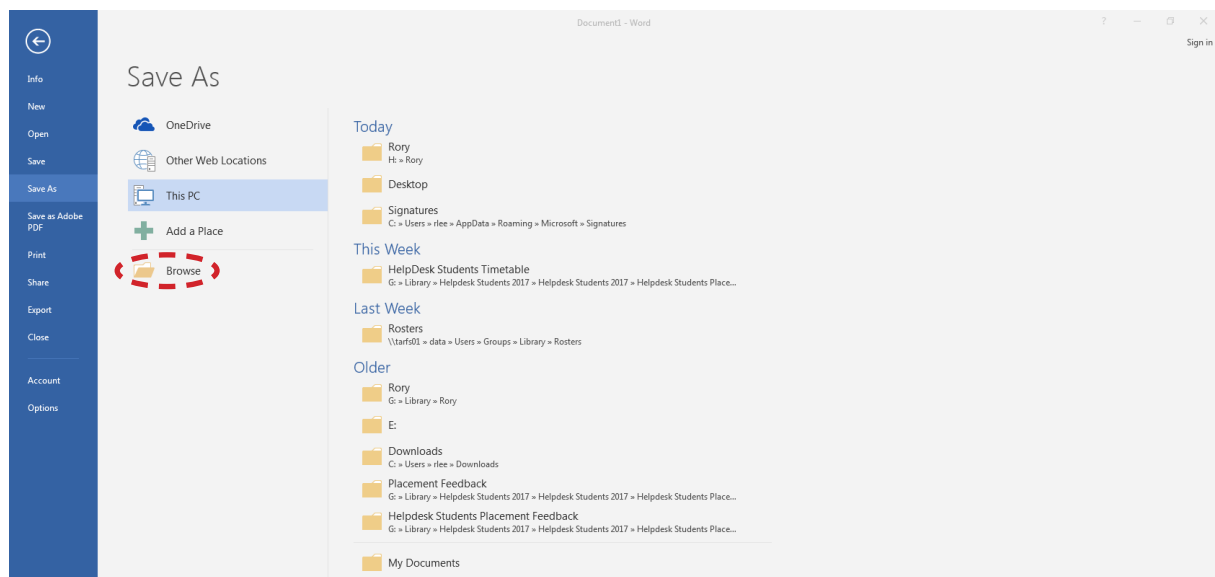 Document1 - Word
?
Sign in
Info
New
Open
Save
Save As
Save as Adobe
PDF
Print
Share
Export
Close
Account
Options
Save As
OneDrive
Other Web Locations
This PC
Add a Place
Browse
Today
Rory
H: » Rory
Desktop
Signatures
C: » Users » rlee » AppData » Roaming » Microsoft » Signatures
This Week
HelpDesk Students Timetable
G: » Library » Helpdesk Students 2017 » Helpdesk Students 2017 » Helpdesk Students Place...
Last Week
Rosters
\\tarfs01 » data » Users » Groups » Library » Rosters
Older
Rory
G: » Library » Rory
E:
Downloads
C: » Users » rlee » Downloads
Placement Feedback
G: » Library » Helpdesk Students 2017 » Helpdesk Students 2017 » Helpdesk Students Place...
Helpdesk Students Placement Feedback
G: » Library » Helpdesk Students 2017 » Helpdesk Students 2017 » Helpdesk Students Place...
My Documents